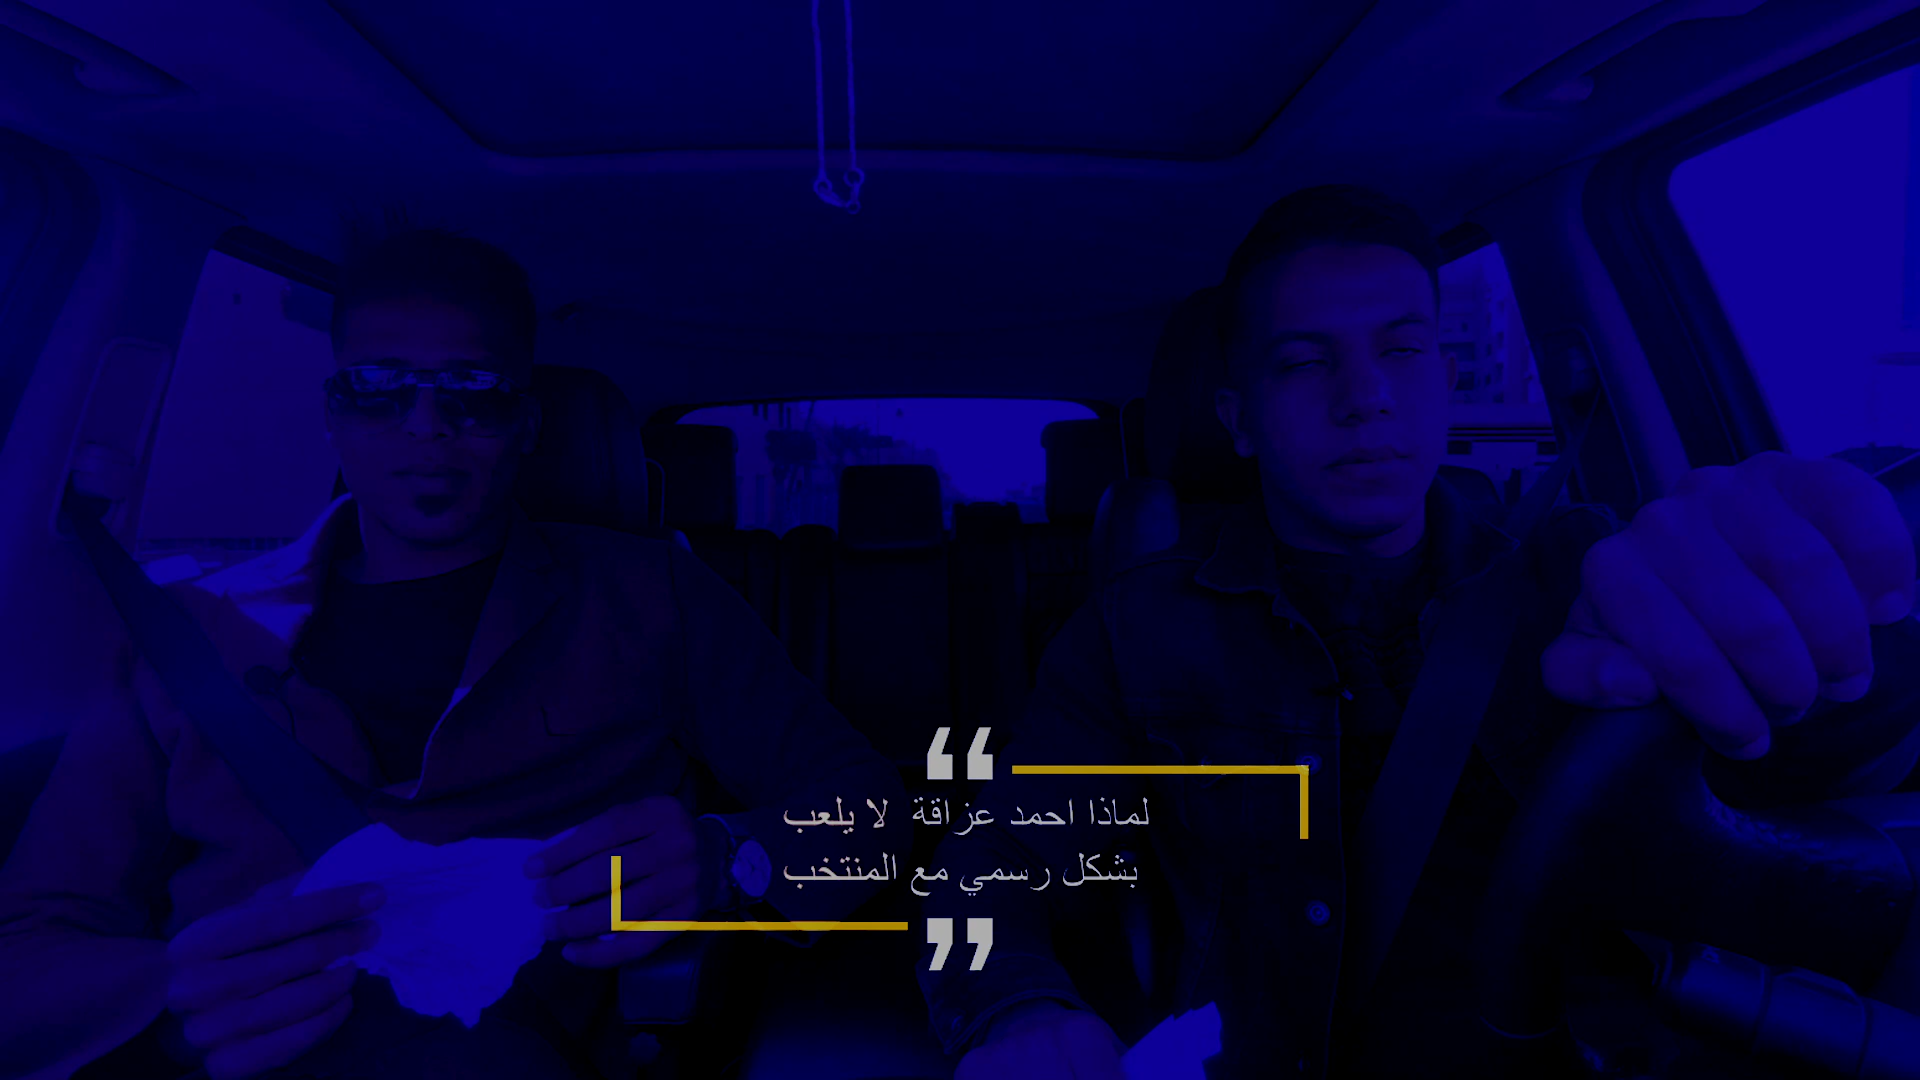 ❝
لماذا احمد عزاقة لا يلعب
بشكل رسمي مع المنتخب
❞